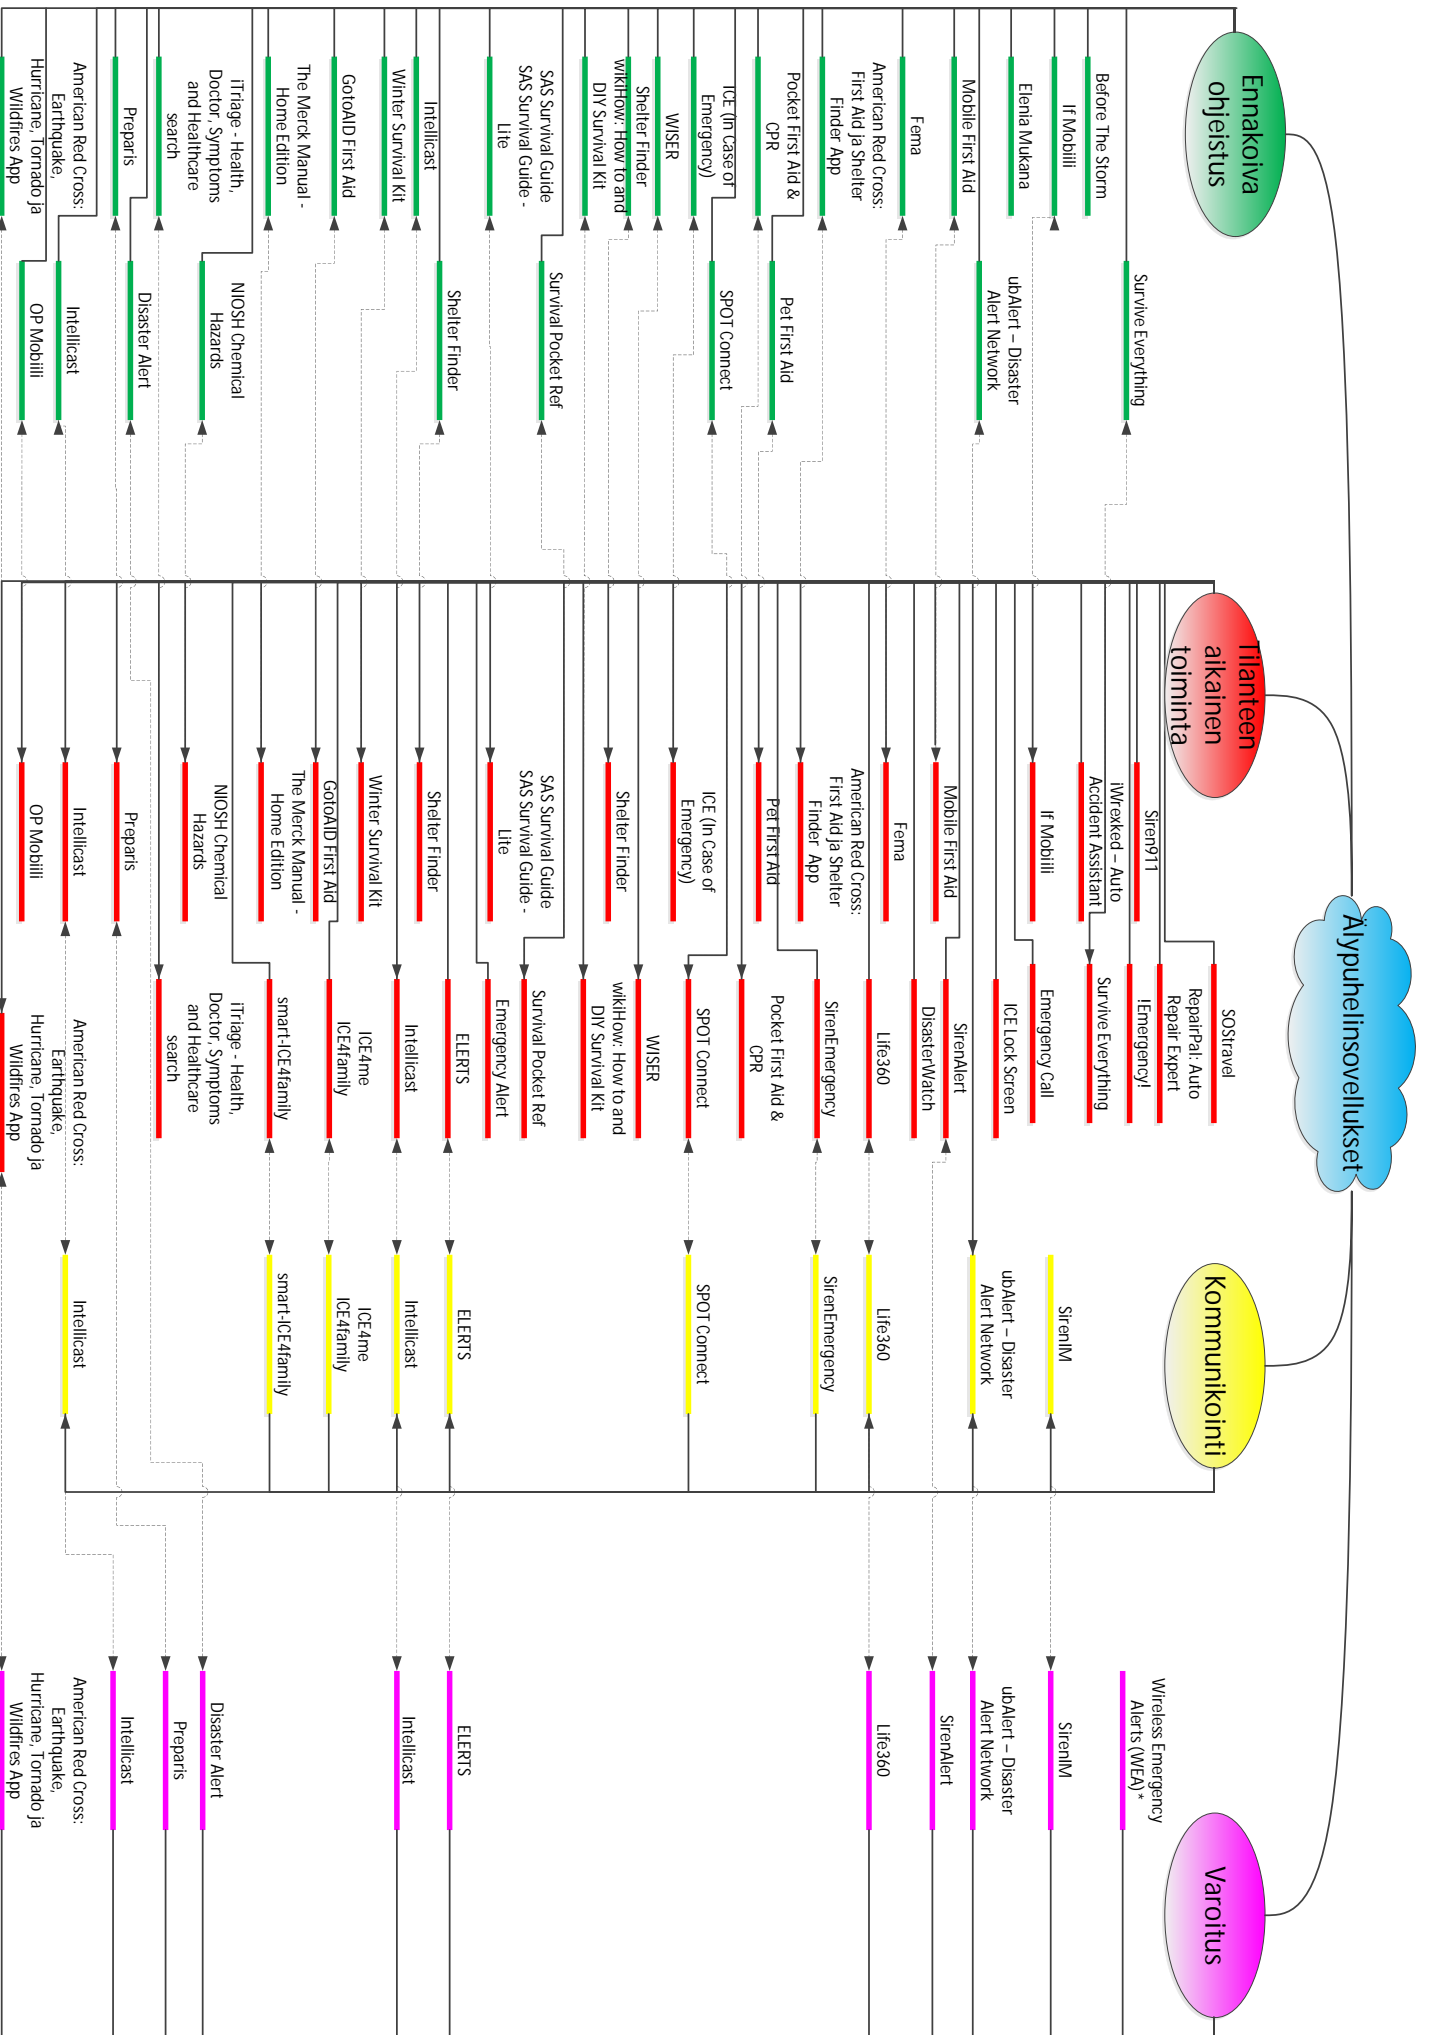 Älypuhelinsovellukset
Ennakoiva
ohjeistus
Before The Storm
If Mobiili
Elenia Mukana
Mobile First Aid
Fema
American Red Cross:
First Aid ja Shelter
Finder App
Pocket First Aid &
CPR
ICE (In Case of
Emergency)
WISER
Shelter Finder
wikiHow: How to and
DIY Survival Kit
SAS Survival Guide
SAS Survival Guide -
Lite
Intellicast
Winter Survival Kit
GotoAID First Aid
The Merck Manual -
Home Edition
iTriage - Health,
Doctor, Symptoms
and Healthcare
search
Preparis
American Red Cross:
Earthquake,
Hurricane, Tornado ja
Wildfires App
Survive Everything
ubAlert – Disaster
Alert Network
Pet First Aid
SPOT Connect
Survival Pocket Ref
Shelter Finder
NIOSH Chemical
Hazards
Disaster Alert
Intellicast
OP Mobiili
Tilanteen
aikainen
toiminta
Siren911
iWrexked – Auto
Accident Assistant
If Mobiili
Mobile First Aid
Fema
American Red Cross:
First Aid ja Shelter
Finder App
Pet First Aid
ICE (In Case of
Emergency)
Shelter Finder
SAS Survival Guide
SAS Survival Guide -
Lite
Shelter Finder
Winter Survival Kit
GotoAID First Aid
The Merck Manual -
Home Edition
NIOSH Chemical
Hazards
Preparis
Intellicast
OP Mobiili
SOStravel
RepairPal: Auto
Repair Expert
!Emergency!
Survive Everything
Emergency Call
ICE Lock Screen
SirenAlert
DisasterWatch
Life360
SirenEmergency
Pocket First Aid &
CPR
SPOT Connect
WISER
wikiHow: How to and
DIY Survival Kit
Survival Pocket Ref
Emergency Alert
ELERTS
Intellicast
ICE4me
ICE4family
smart-ICE4family
iTriage - Health,
Doctor, Symptoms
and Healthcare
search
American Red Cross:
Earthquake,
Hurricane, Tornado ja
Wildfires App
Kommunikointi
SirenIM
ubAlert – Disaster
Alert Network
Life360
SirenEmergency
SPOT Connect
ELERTS
Intellicast
ICE4me
ICE4family
smart-ICE4family
Intellicast
Varoitus
Wireless Emergency
Alerts (WEA)*
SirenIM
ubAlert – Disaster
Alert Network
SirenAlert
Life360
ELERTS
Intellicast
Disaster Alert
Preparis
Intellicast
American Red Cross:
Earthquake,
Hurricane, Tornado ja
Wildfires App